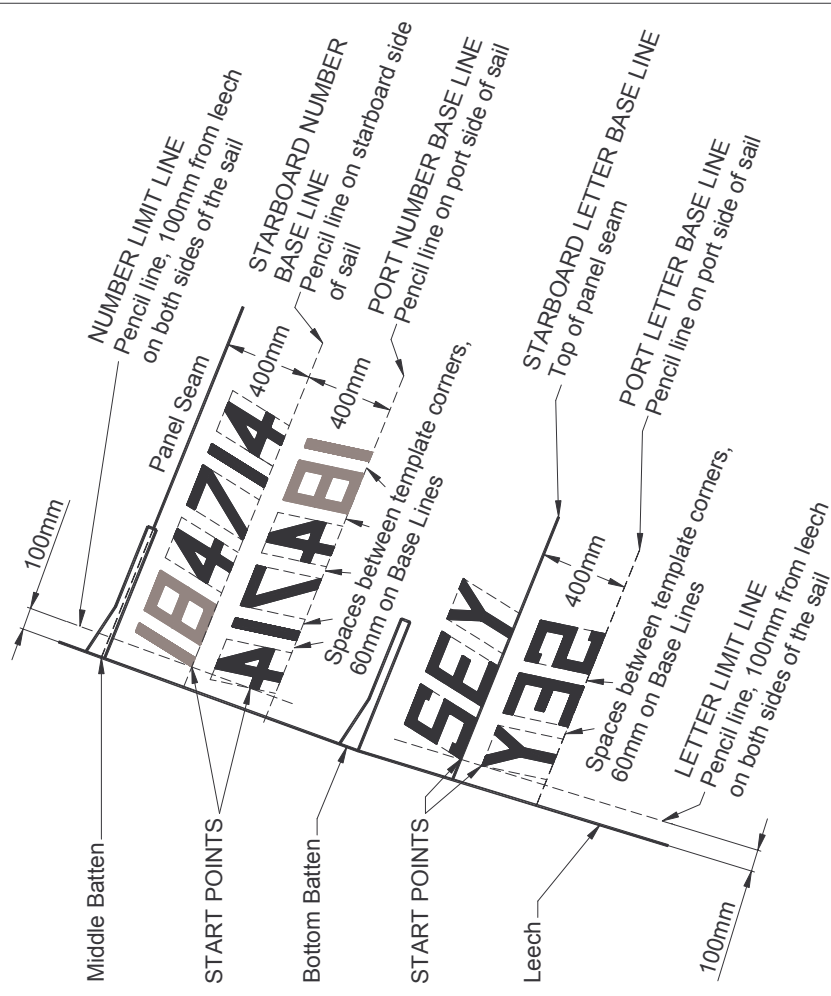 100mm
NUMBER LIMIT LINE
Pencil line, 100mm from leech
on both sides of the sail
Middle Batten
Panel Seam
400mm
STARBOARD NUMBER
BASE LINE
Pencil line on starboard side
of sail
184714
START POINTS
400mm
PORT NUMBER BASE LINE
Pencil line on port side of sail
184714
Spaces between template corners,
60mm on Base Lines
Bottom Batten
SEY
STARBOARD LETTER BASE LINE
Top of panel seam
START POINTS
400mm
SEY
PORT LETTER BASE LINE
Pencil line on port side of sail
Spaces between template corners,
60mm on Base Lines
Leech
LETTER LIMIT LINE
Pencil line, 100mm from leech
on both sides of the sail
100mm